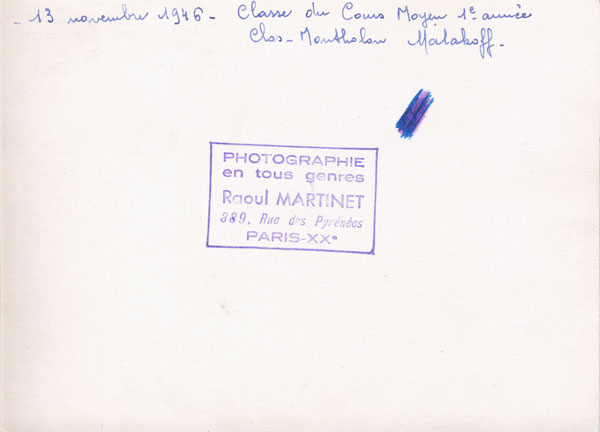 - 13 novembre 1946 - Classe du Cours Moyen 1e année
Clos-Montholon Malakoff -
PHOTOGRAPHIE
en tous genres
Raoul MARTINET
389, Rue des Pyrénées
PARIS-XXe